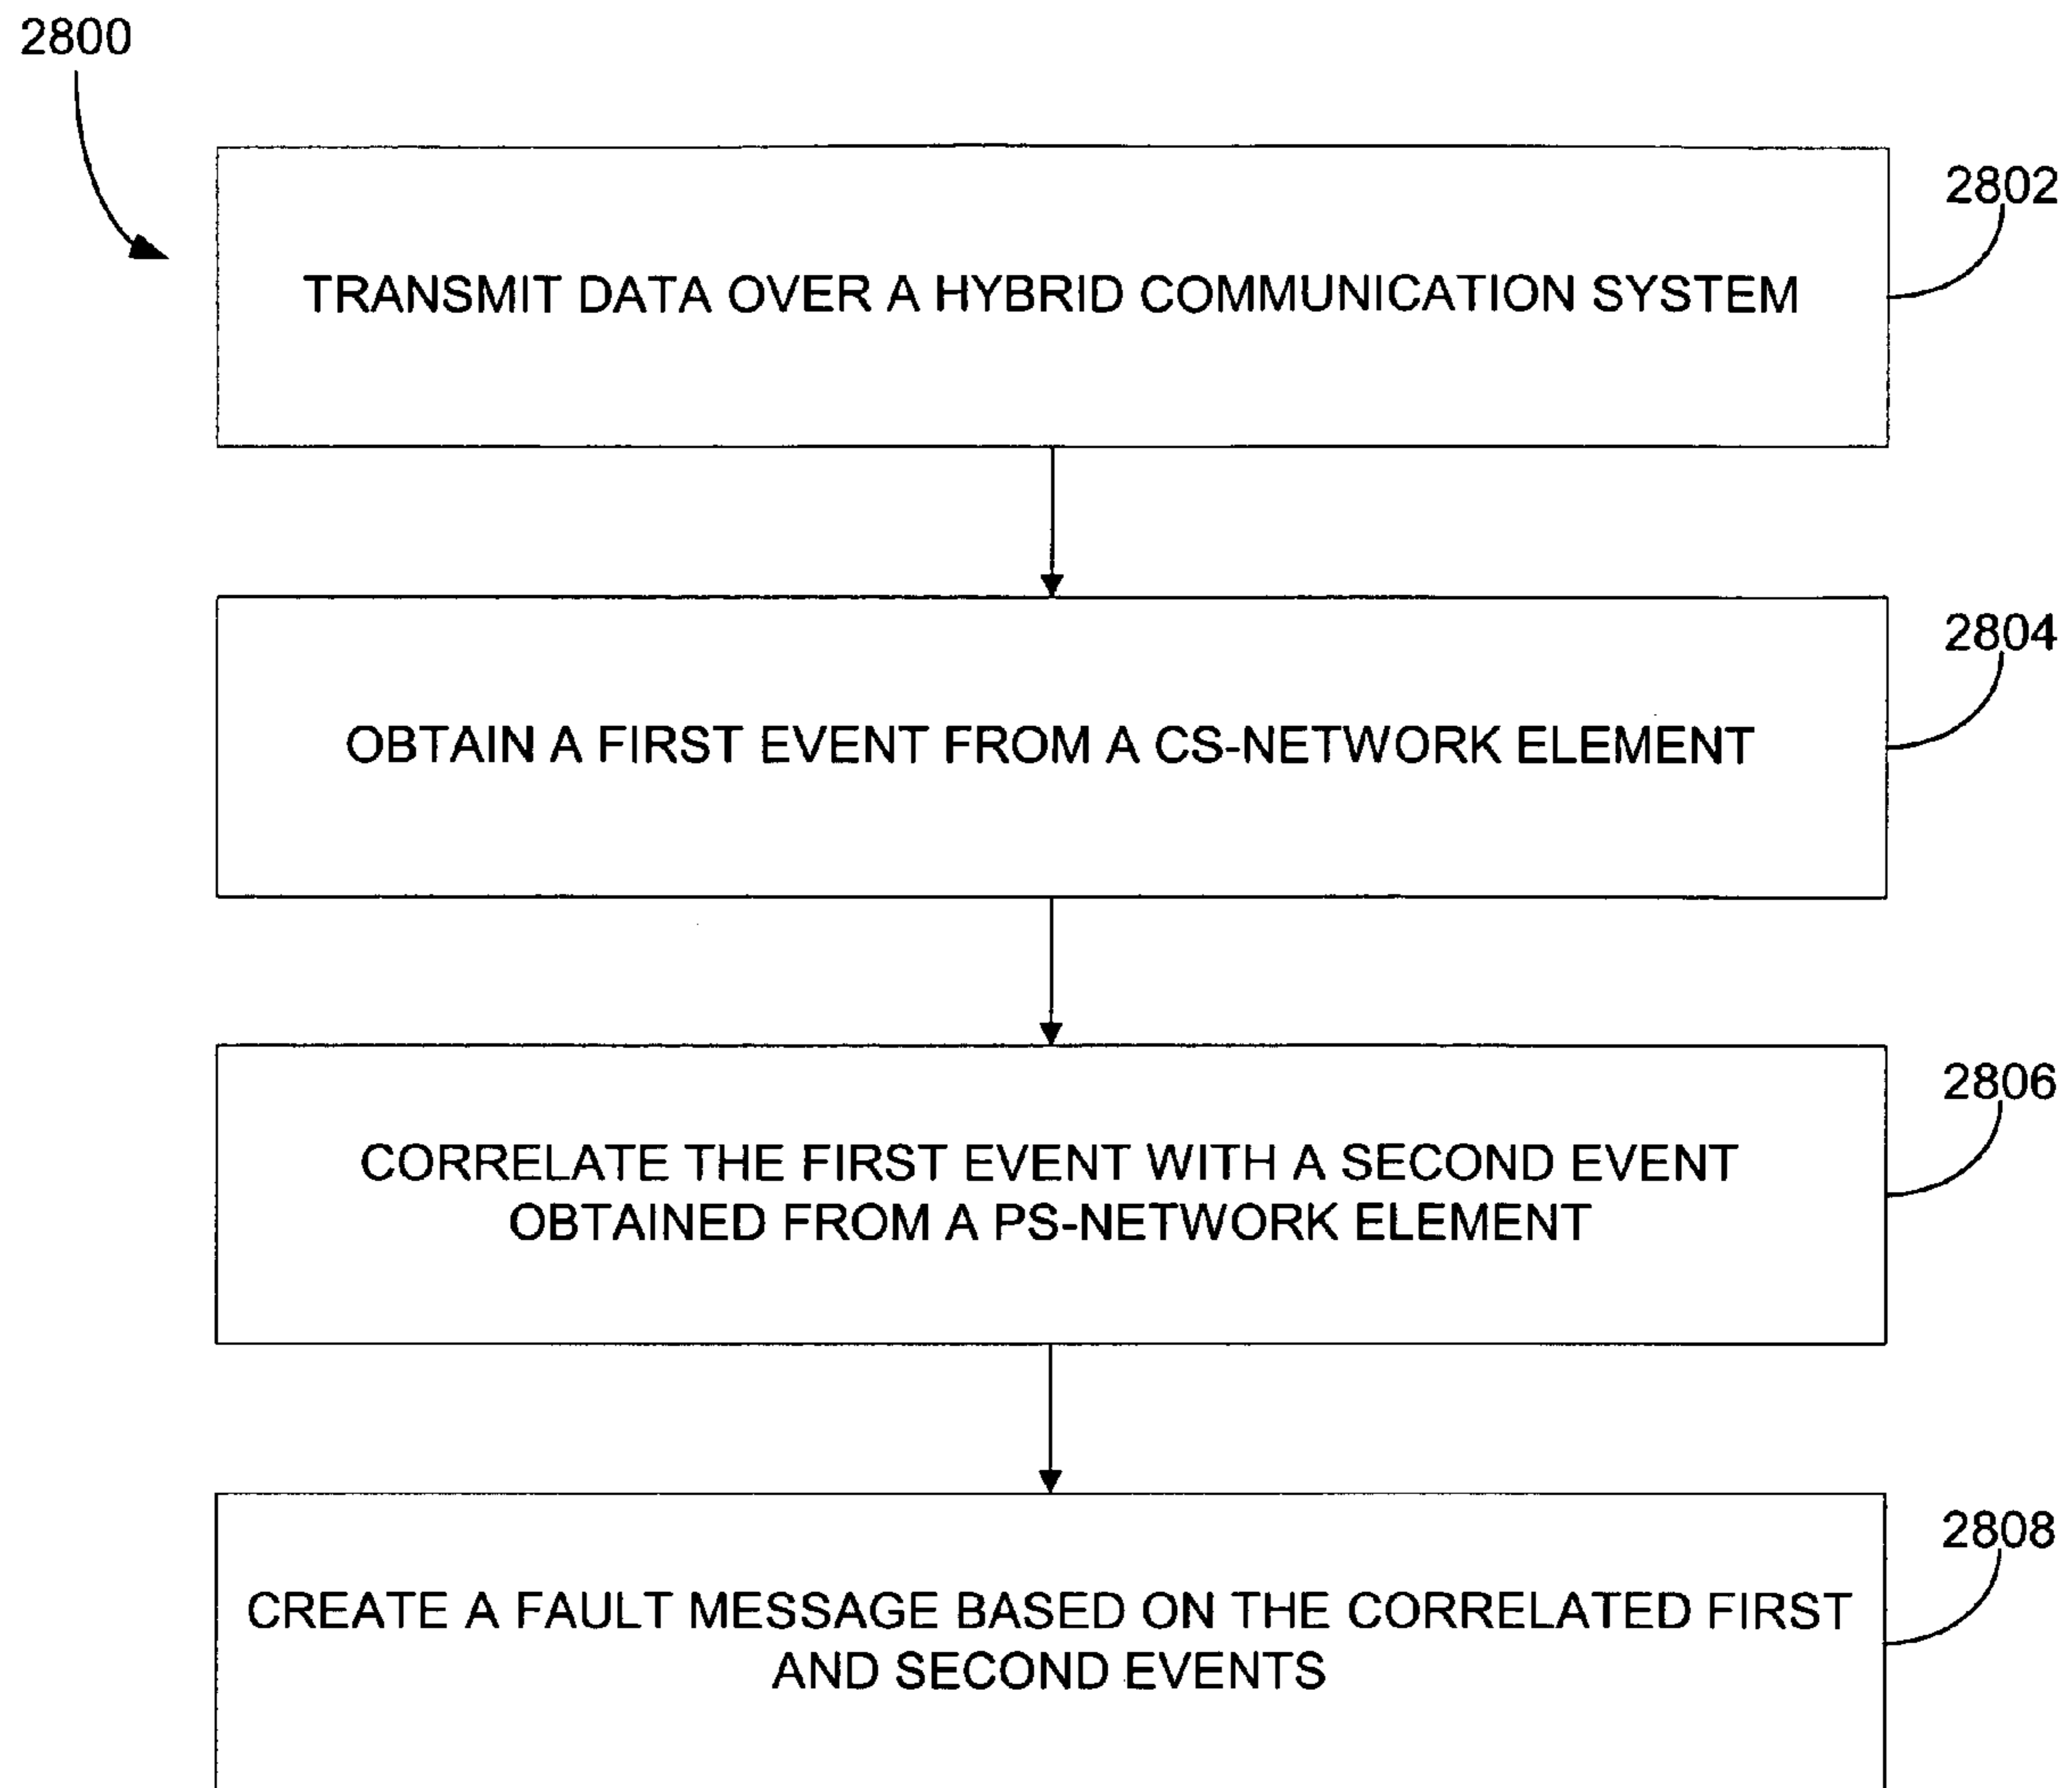 2800
2802
TRANSMIT DATA OVER A HYBRID COMMUNICATION SYSTEM
2804
OBTAIN A FIRST EVENT FROM A CS-NETWORK ELEMENT
2806
CORRELATE THE FIRST EVENT WITH A SECOND EVENT
OBTAINED FROM A PS-NETWORK ELEMENT
2808
CREATE A FAULT MESSAGE BASED ON THE CORRELATED FIRST
AND SECOND EVENTS